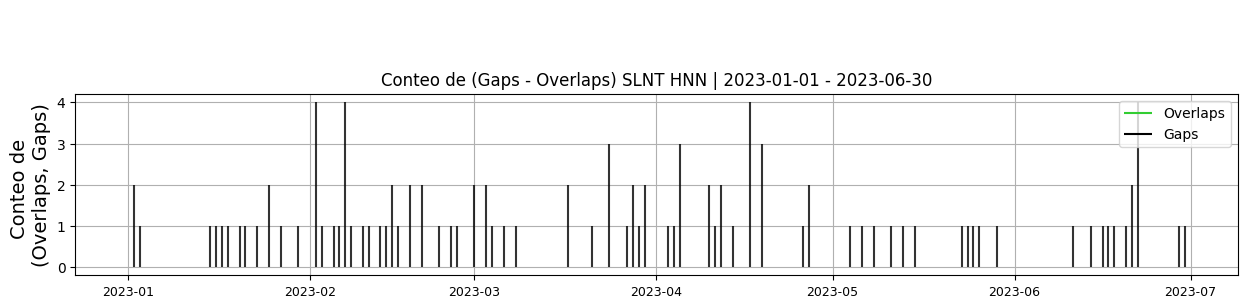 Conteo de (Gaps - Overlaps) SLNT HNN | 2023-01-01 - 2023-06-30
Conteo de
(Overlaps, Gaps)
4
3
2
1
0
Overlaps
Gaps
2023-01
2023-02
2023-03
2023-04
2023-05
2023-06
2023-07